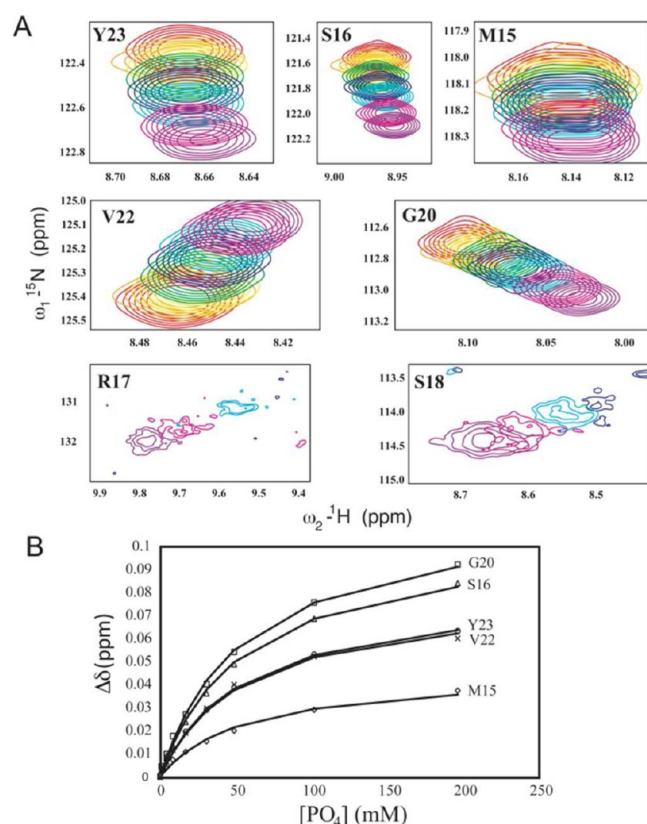 A
Y23
122.4
122.6
122.8
8.70 8.68 8.66 8.64
S16
121.4
121.6
121.8
122.0
122.2
9.00 8.95
M15
117.9
118.0
118.1
118.2
118.3
8.16 8.14 8.12
ω₁-¹⁵N (ppm)
V22
125.0
125.1
125.2
125.3
125.4
125.5
8.48 8.46 8.44 8.42
G20
112.6
112.8
113.0
113.2
8.10 8.05 8.00
R17
131
132
9.9 9.8 9.7 9.6 9.5 9.4
S18
113.5
114.0
114.5
115.0
8.7 8.6 8.5
ω₂-¹H (ppm)
B
Δδ(ppm)
0.1
0.09
0.08
0.07
0.06
0.05
0.04
0.03
0.02
0.01
0
G20
S16
Y23
V22
M15
0 50 100 150 200 250
[PO₄] (mM)